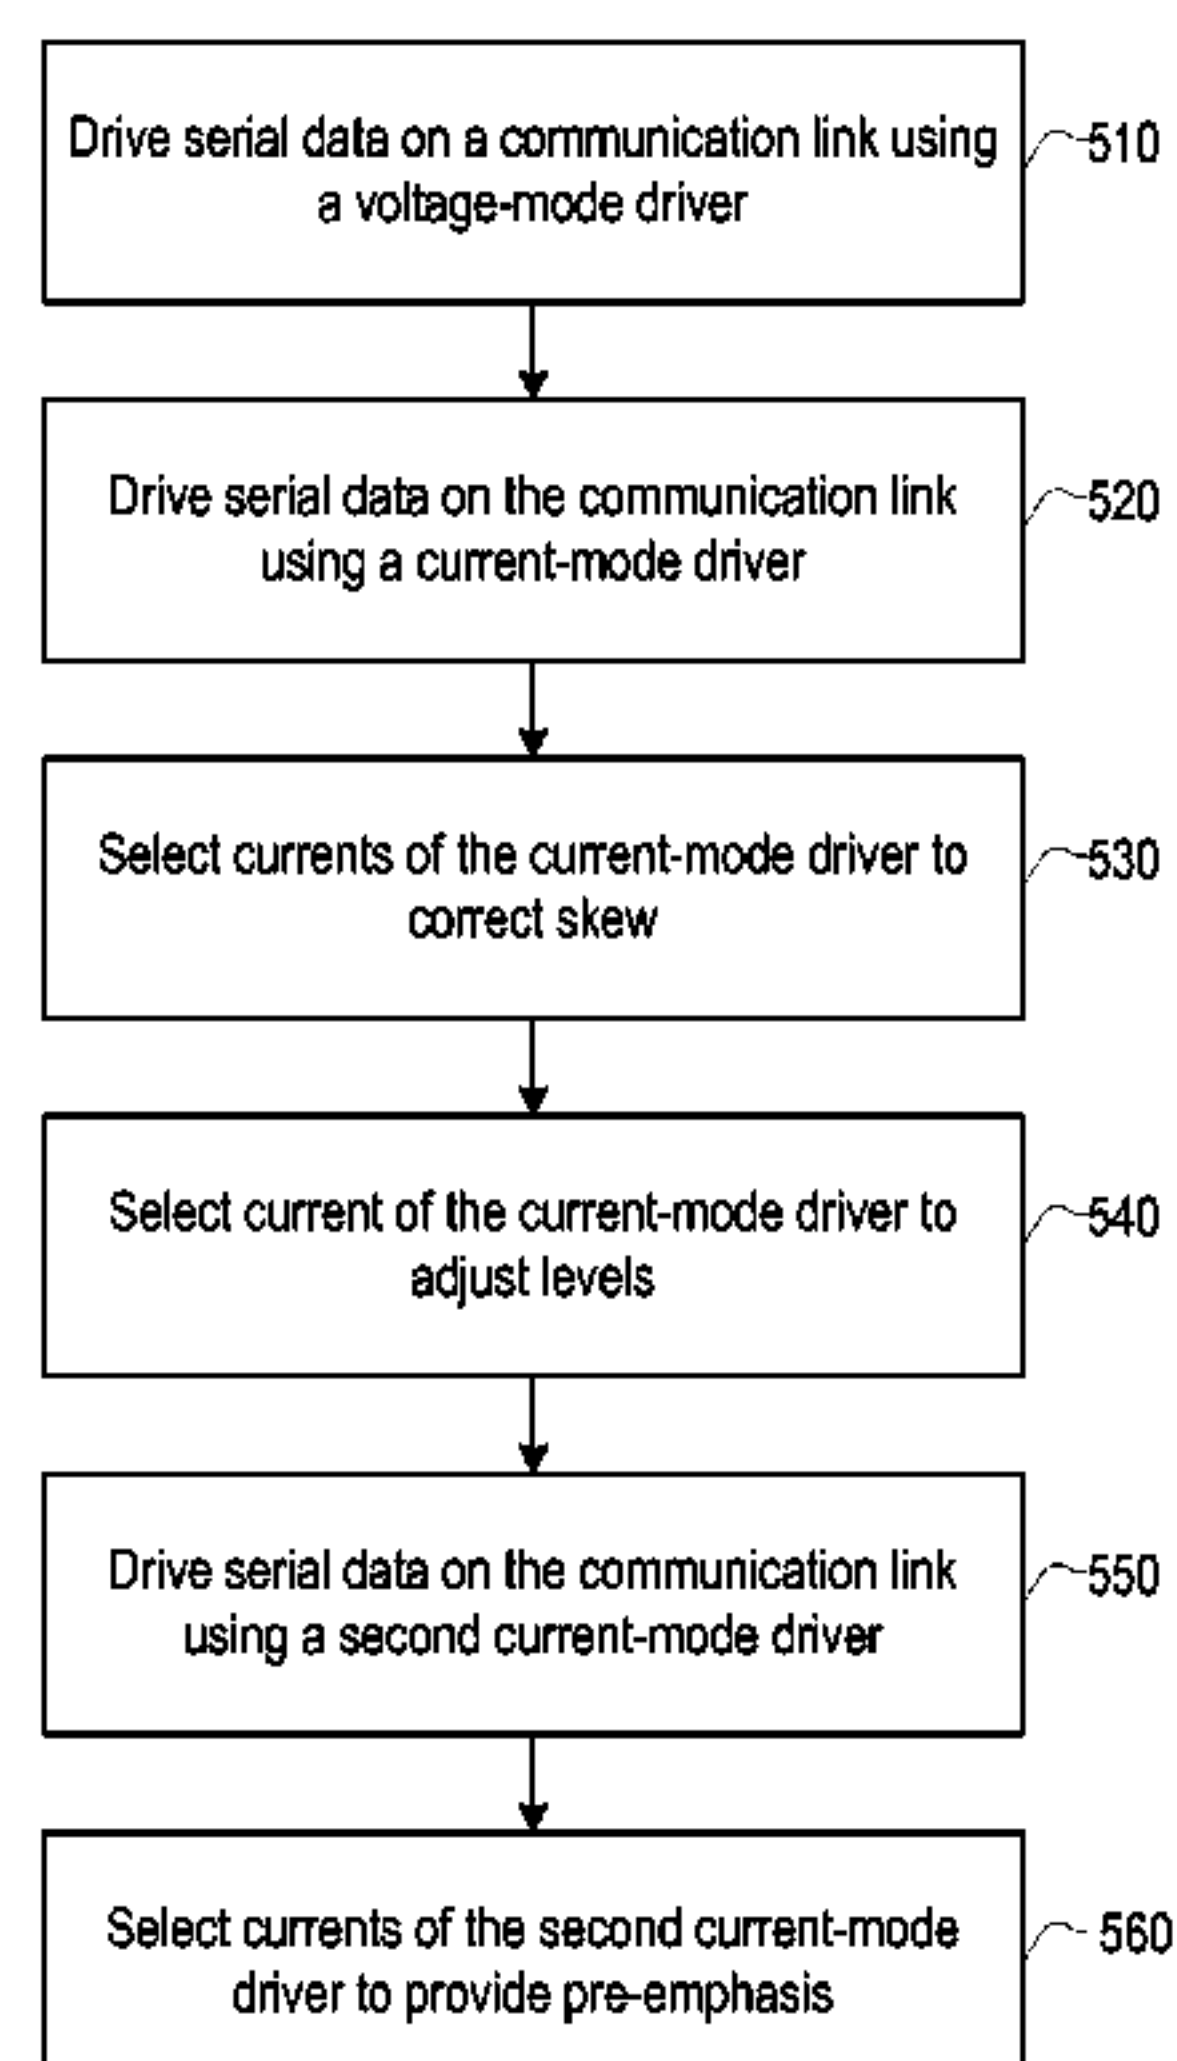 Drive serial data on a communication link using
a voltage-mode driver
510
Drive serial data on the communication link
using a current-mode driver
520
Select currents of the current-mode driver to
correct skew
530
Select current of the current-mode driver to
adjust levels
540
Drive serial data on the communication link
using a second current-mode driver
550
Select currents of the second current-mode
driver to provide pre-emphasis
560